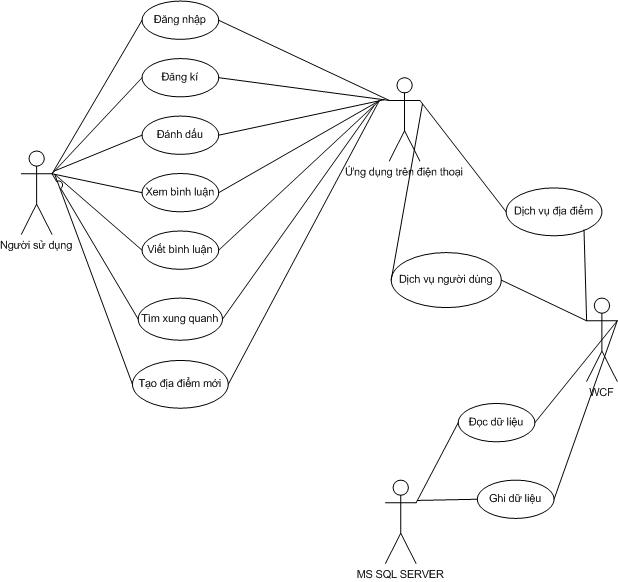 Đăng nhập
Đăng kí
Đánh dấu
Ứng dụng trên điện thoại
Xem bình luận
Dịch vụ địa điểm
Người sử dụng
Viết bình luận
Dịch vụ người dùng
Tìm xung quanh
Tạo địa điểm mới
WCF
Đọc dữ liệu
Ghi dữ liệu
MS SQL SERVER